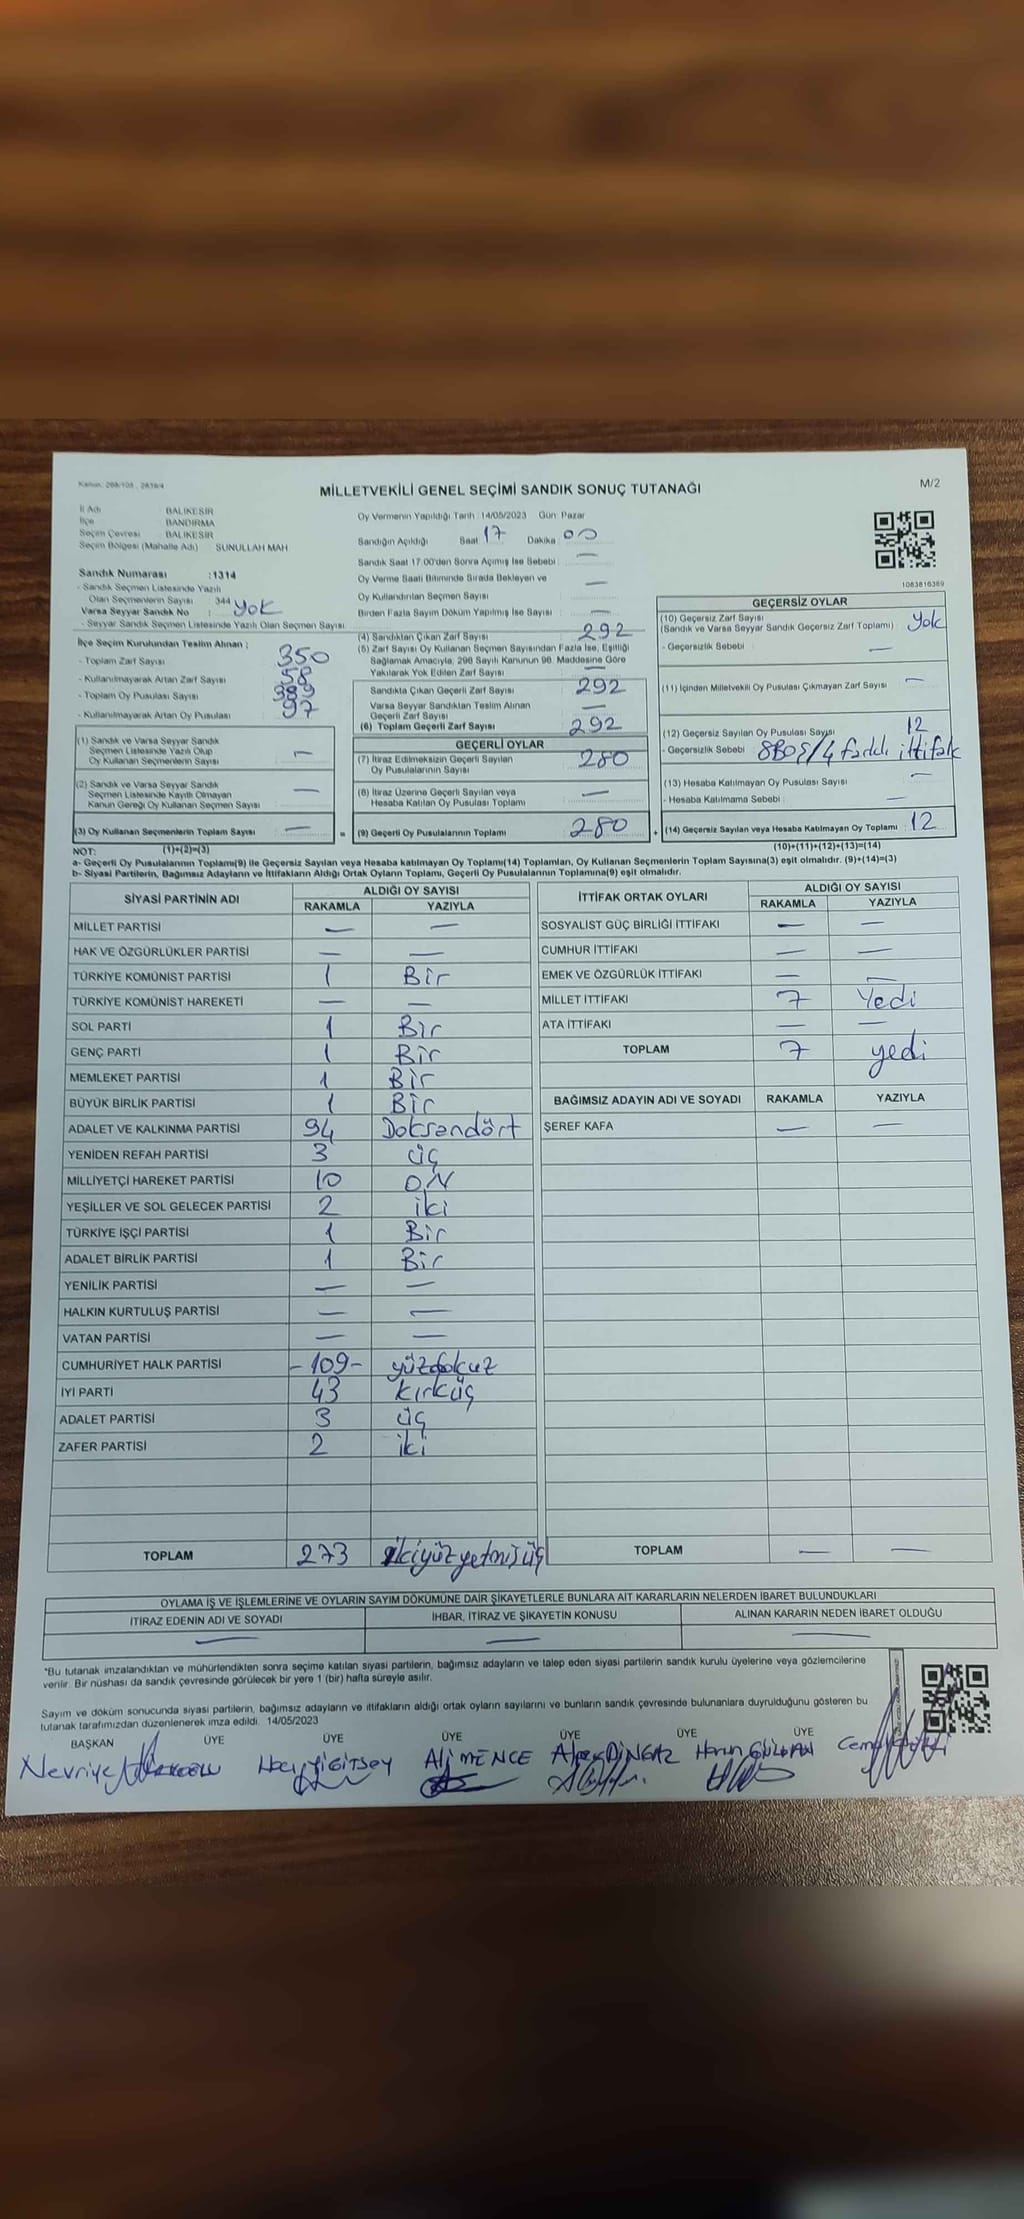 MİLLETVEKİLİ GENEL SEÇİMİ SANDIK SONUÇ TUTANAĞI
M/2
İl Adı : BALIKESİR
İlçe : BANDIRMA
Seçim Çevresi : BALIKESİR
Seçim Bölgesi (Mahalle Adı) SUNULLAH MAH
Sandık Numarası :1314
- Sandık Seçmen Listesinde Yazılı
Olan Seçmenlerin Sayısı 344
Varsa Seyyar Sandık No : Yok
- Seyyar Sandık Seçmen Listesinde Yazılı Olan Seçmen Sayısı
Oy Vermenin Yapıldığı Tarih :14/05/2023 Gün Pazar
Sandığın Açıldığı Saat 17 Dakika 00
Sandık Saat 17.00'den Sonra Açımış İse Sebebi : —
Oy Verme Saati Bitiminde Sırada Bekleyen ve
Oy Kullandırılan Seçmen Sayısı —
Birden Fazla Sayım Döküm Yapılmış İse Sayısı —
1083816369
İlçe Seçim Kurulundan Teslim Alınan ;
- Toplam Zarf Sayısı 350
- Kullanılmayarak Artan Zarf Sayısı 58
- Toplam Oy Pusulası Sayısı 389
- Kullanılmayarak Artan Oy Pusulası 97
(1) Sandık ve Varsa Seyyar Sandık
Seçmen Listesinde Yazılı Olup
Oy Kullanan Seçmenlerin Sayısı —
(2) Sandık ve Varsa Seyyar Sandık
Seçmen Listesinde Kayıtlı Olmayan
Kanun Gereği Oy Kullanan Seçmen Sayısı —
(3) Oy Kullanan Seçmenlerin Toplam Sayısı —
(1)+(2)=(3)
(4) Sandıktan Çıkan Zarf Sayısı 292
(5) Zarf Sayısı Oy Kullanan Seçmen Sayısından Fazla İse, Eşitliği
Sağlamak Amacıyla, 298 Sayılı Kanunun 98. Maddesine Göre
Yakılarak Yok Edilen Zarf Sayısı —
Sandıkta Çıkan Geçerli Zarf Sayısı 292
Varsa Seyyar Sandıktan Teslim Alınan
Geçerli Zarf Sayısı —
(6) Toplam Geçerli Zarf Sayısı 292
GEÇERLİ OYLAR
(7) İtiraz Edilmeksizin Geçerli Sayılan
Oy Pusulalarının Sayısı 280
(8) İtiraz Üzerine Geçerli Sayılan veya
Hesaba Katılan Oy Pusulası Toplamı —
= (9) Geçerli Oy Pusulalarının Toplamı 280 +
GEÇERSİZ OYLAR
(10) Geçersiz Zarf Sayısı
(Sandık ve Varsa Seyyar Sandık Geçersiz Zarf Toplamı) Yok
- Geçersizlik Sebebi —
(11) İçinden Milletvekili Oy Pusulası Çıkmayan Zarf Sayısı —
(12) Geçersiz Sayılan Oy Pusulası Sayısı 12
- Geçersizlik Sebebi : 8BOŞ/4 farklı ittifak
(13) Hesaba Katılmayan Oy Pusulası Sayısı —
- Hesaba Katılmama Sebebi : —
(14) Geçersiz Sayılan veya Hesaba Katılmayan Oy Toplamı : 12
(10)+(11)+(12)+(13)=(14)
NOT:
a- Geçerli Oy Pusulalarının Toplamı(9) ile Geçersiz Sayılan veya Hesaba katılmayan Oy Toplamı(14) Toplamları, Oy Kullanan Seçmenlerin Toplam Sayısına(3) eşit olmalıdır. (9)+(14)=(3)
b- Siyasi Partilerin, Bağımsız Adayların ve İttifakların Aldığı Ortak Oyların Toplamı, Geçerli Oy Pusulalarının Toplamına(9) eşit olmalıdır.
SİYASİ PARTİNİN ADI ALDIĞI OY SAYISI
RAKAMLA YAZIYLA
MİLLET PARTİSİ — —
HAK VE ÖZGÜRLÜKLER PARTİSİ — —
TÜRKİYE KOMÜNİST PARTİSİ 1 Bir
TÜRKİYE KOMÜNİST HAREKETİ — —
SOL PARTİ 1 Bir
GENÇ PARTİ 1 Bir
MEMLEKET PARTİSİ 1 Bir
BÜYÜK BİRLİK PARTİSİ 1 Bir
ADALET VE KALKINMA PARTİSİ 94 Doksandört
YENİDEN REFAH PARTİSİ 3 üç
MİLLİYETÇİ HAREKET PARTİSİ 10 ON
YEŞİLLER VE SOL GELECEK PARTİSİ 2 iki
TÜRKİYE İŞÇİ PARTİSİ 1 Bir
ADALET BİRLİK PARTİSİ 1 Bir
YENİLİK PARTİSİ — —
HALKIN KURTULUŞ PARTİSİ — —
VATAN PARTİSİ — —
CUMHURİYET HALK PARTİSİ -109- yüzdokuz
İYİ PARTİ 43 kırküç
ADALET PARTİSİ 3 üç
ZAFER PARTİSİ 2 iki
TOPLAM 273 ikiyüzyetmişüç
İTTİFAK ORTAK OYLARI ALDIĞI OY SAYISI
RAKAMLA YAZIYLA
SOSYALİST GÜÇ BİRLİĞİ İTTİFAKI — —
CUMHUR İTTİFAKI — —
EMEK VE ÖZGÜRLÜK İTTİFAKI — —
MİLLET İTTİFAKI 7 Yedi
ATA İTTİFAKI — —
TOPLAM 7 yedi
BAĞIMSIZ ADAYIN ADI VE SOYADI RAKAMLA YAZIYLA
ŞEREF KAFA — —
TOPLAM — —
OYLAMA İŞ VE İŞLEMLERİNE VE OYLARIN SAYIM DÖKÜMÜNE DAİR ŞİKAYETLERLE BUNLARA AİT KARARLARIN NELERDEN İBARET BULUNDUKLARI
İTİRAZ EDENİN ADI VE SOYADI İHBAR, İTİRAZ VE ŞİKAYETİN KONUSU ALINAN KARARIN NEDEN İBARET OLDUĞU
— — —
*Bu tutanak imzalandıktan ve mühürlendikten sonra seçime katılan siyasi partilerin, bağımsız adayların ve talep eden siyasi partilerin sandık kurulu üyelerine veya gözlemcilerine
verilir. Bir nüshası da sandık çevresinde görülecek bir yere 1 (bir) hafta süreyle asılır.
Sayım ve döküm sonucunda siyasi partilerin, bağımsız adayların ve ittifakların aldığı ortak oyların sayılarını ve bunların sandık çevresinde bulunanlara duyrulduğunu gösteren bu
tutanak tarafımızdan düzenlenerek imza edildi. 14/05/2023
BAŞKAN ÜYE ÜYE ÜYE ÜYE ÜYE ÜYE
Nevriye Ali MENCE Harun Cem